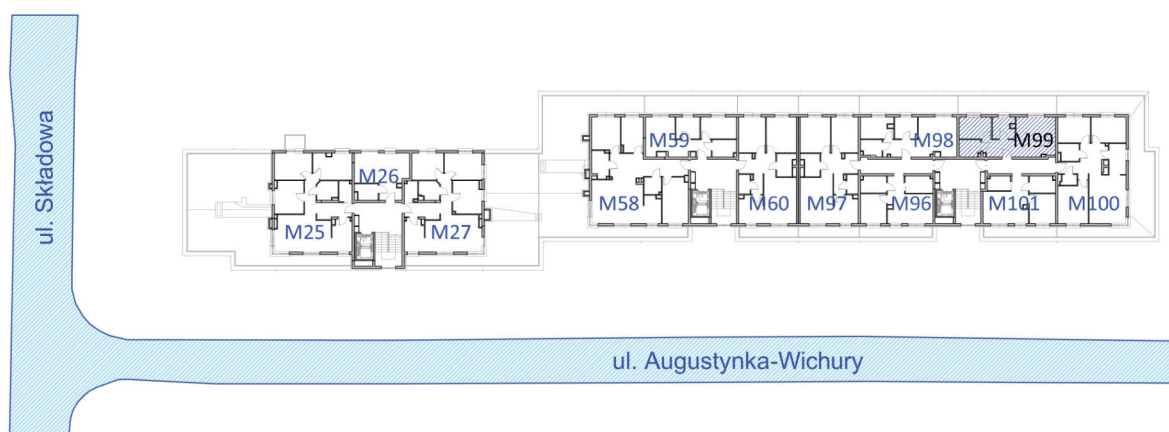 ul. Składowa
M59
M98
M99
M26
M58
M60
M97
M96
M101
M100
M25
M27
ul. Augustynka-Wichury